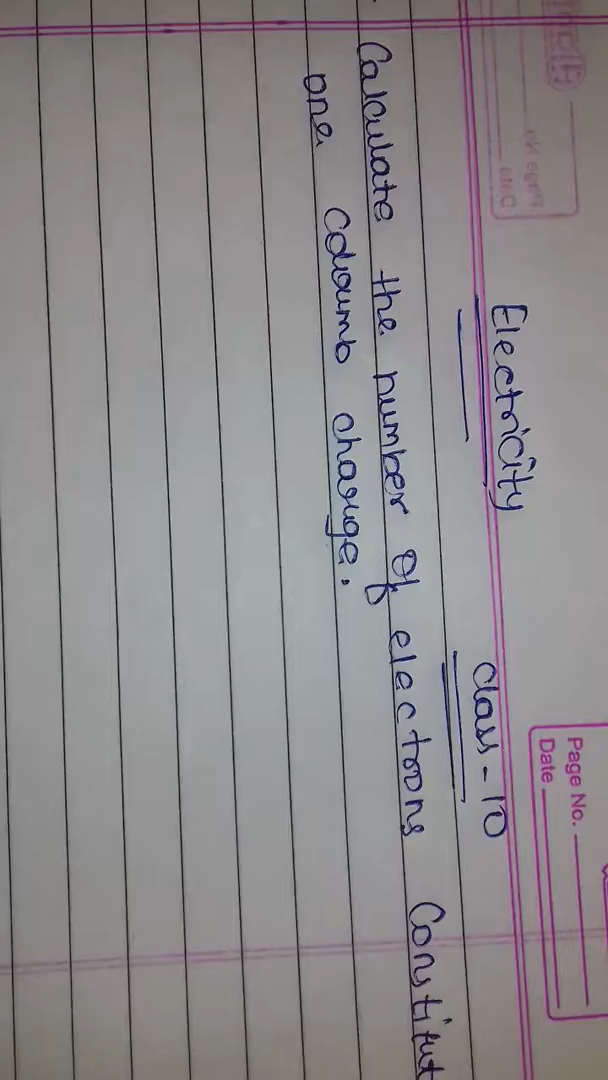 Page No.
Date
Electricity
Class - 10
Calculate the number of electrons Constitut
one Coloumb charge.